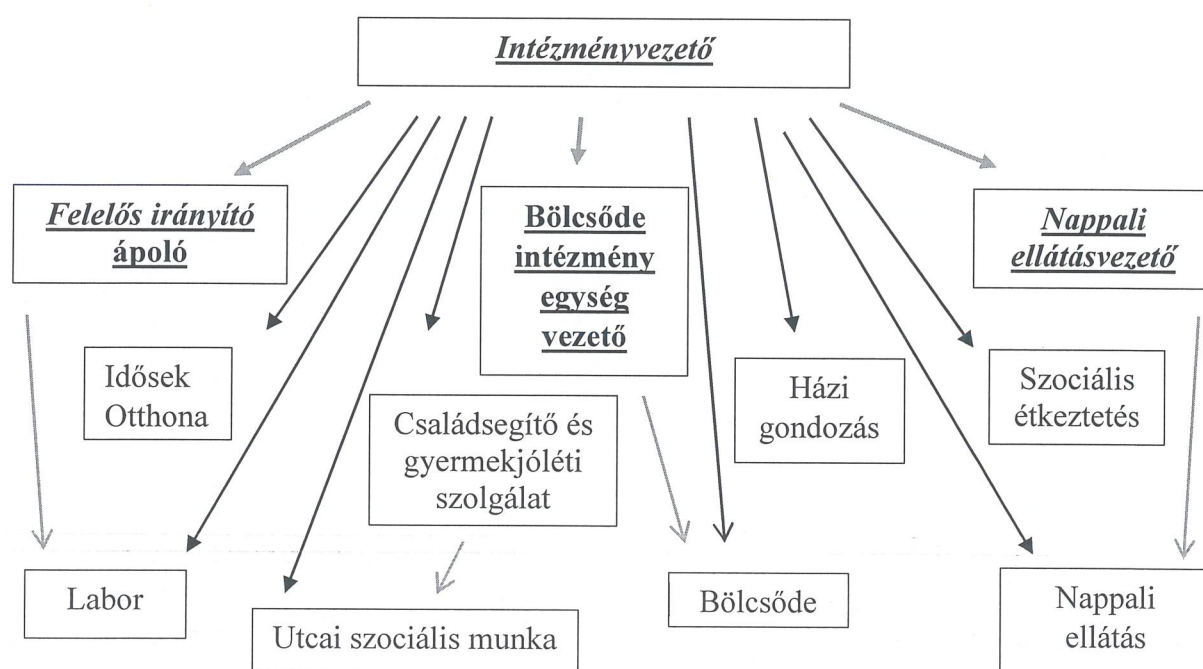 Intézményvezető
Felelős irányító
ápoló
Bölcsőde
intézmény
egység
vezető
Nappali
ellátásvezető
Idősek
Otthona
Családsegítő és
gyermekjóléti
szolgálat
Házi
gondozás
Szociális
étkeztetés
Labor
Utcai szociális munka
Bölcsőde
Nappali
ellátás